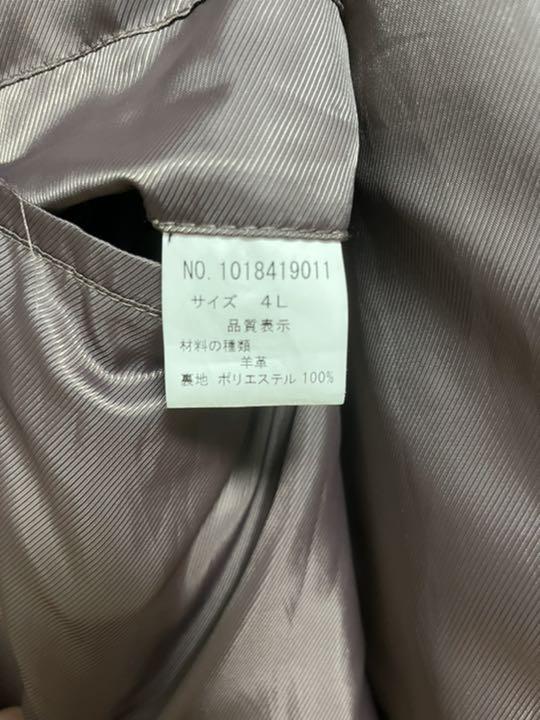 NO. 1018419011
サイズ 4L
品質表示
材料の種類
羊革
裏地 ポリエステル 100%